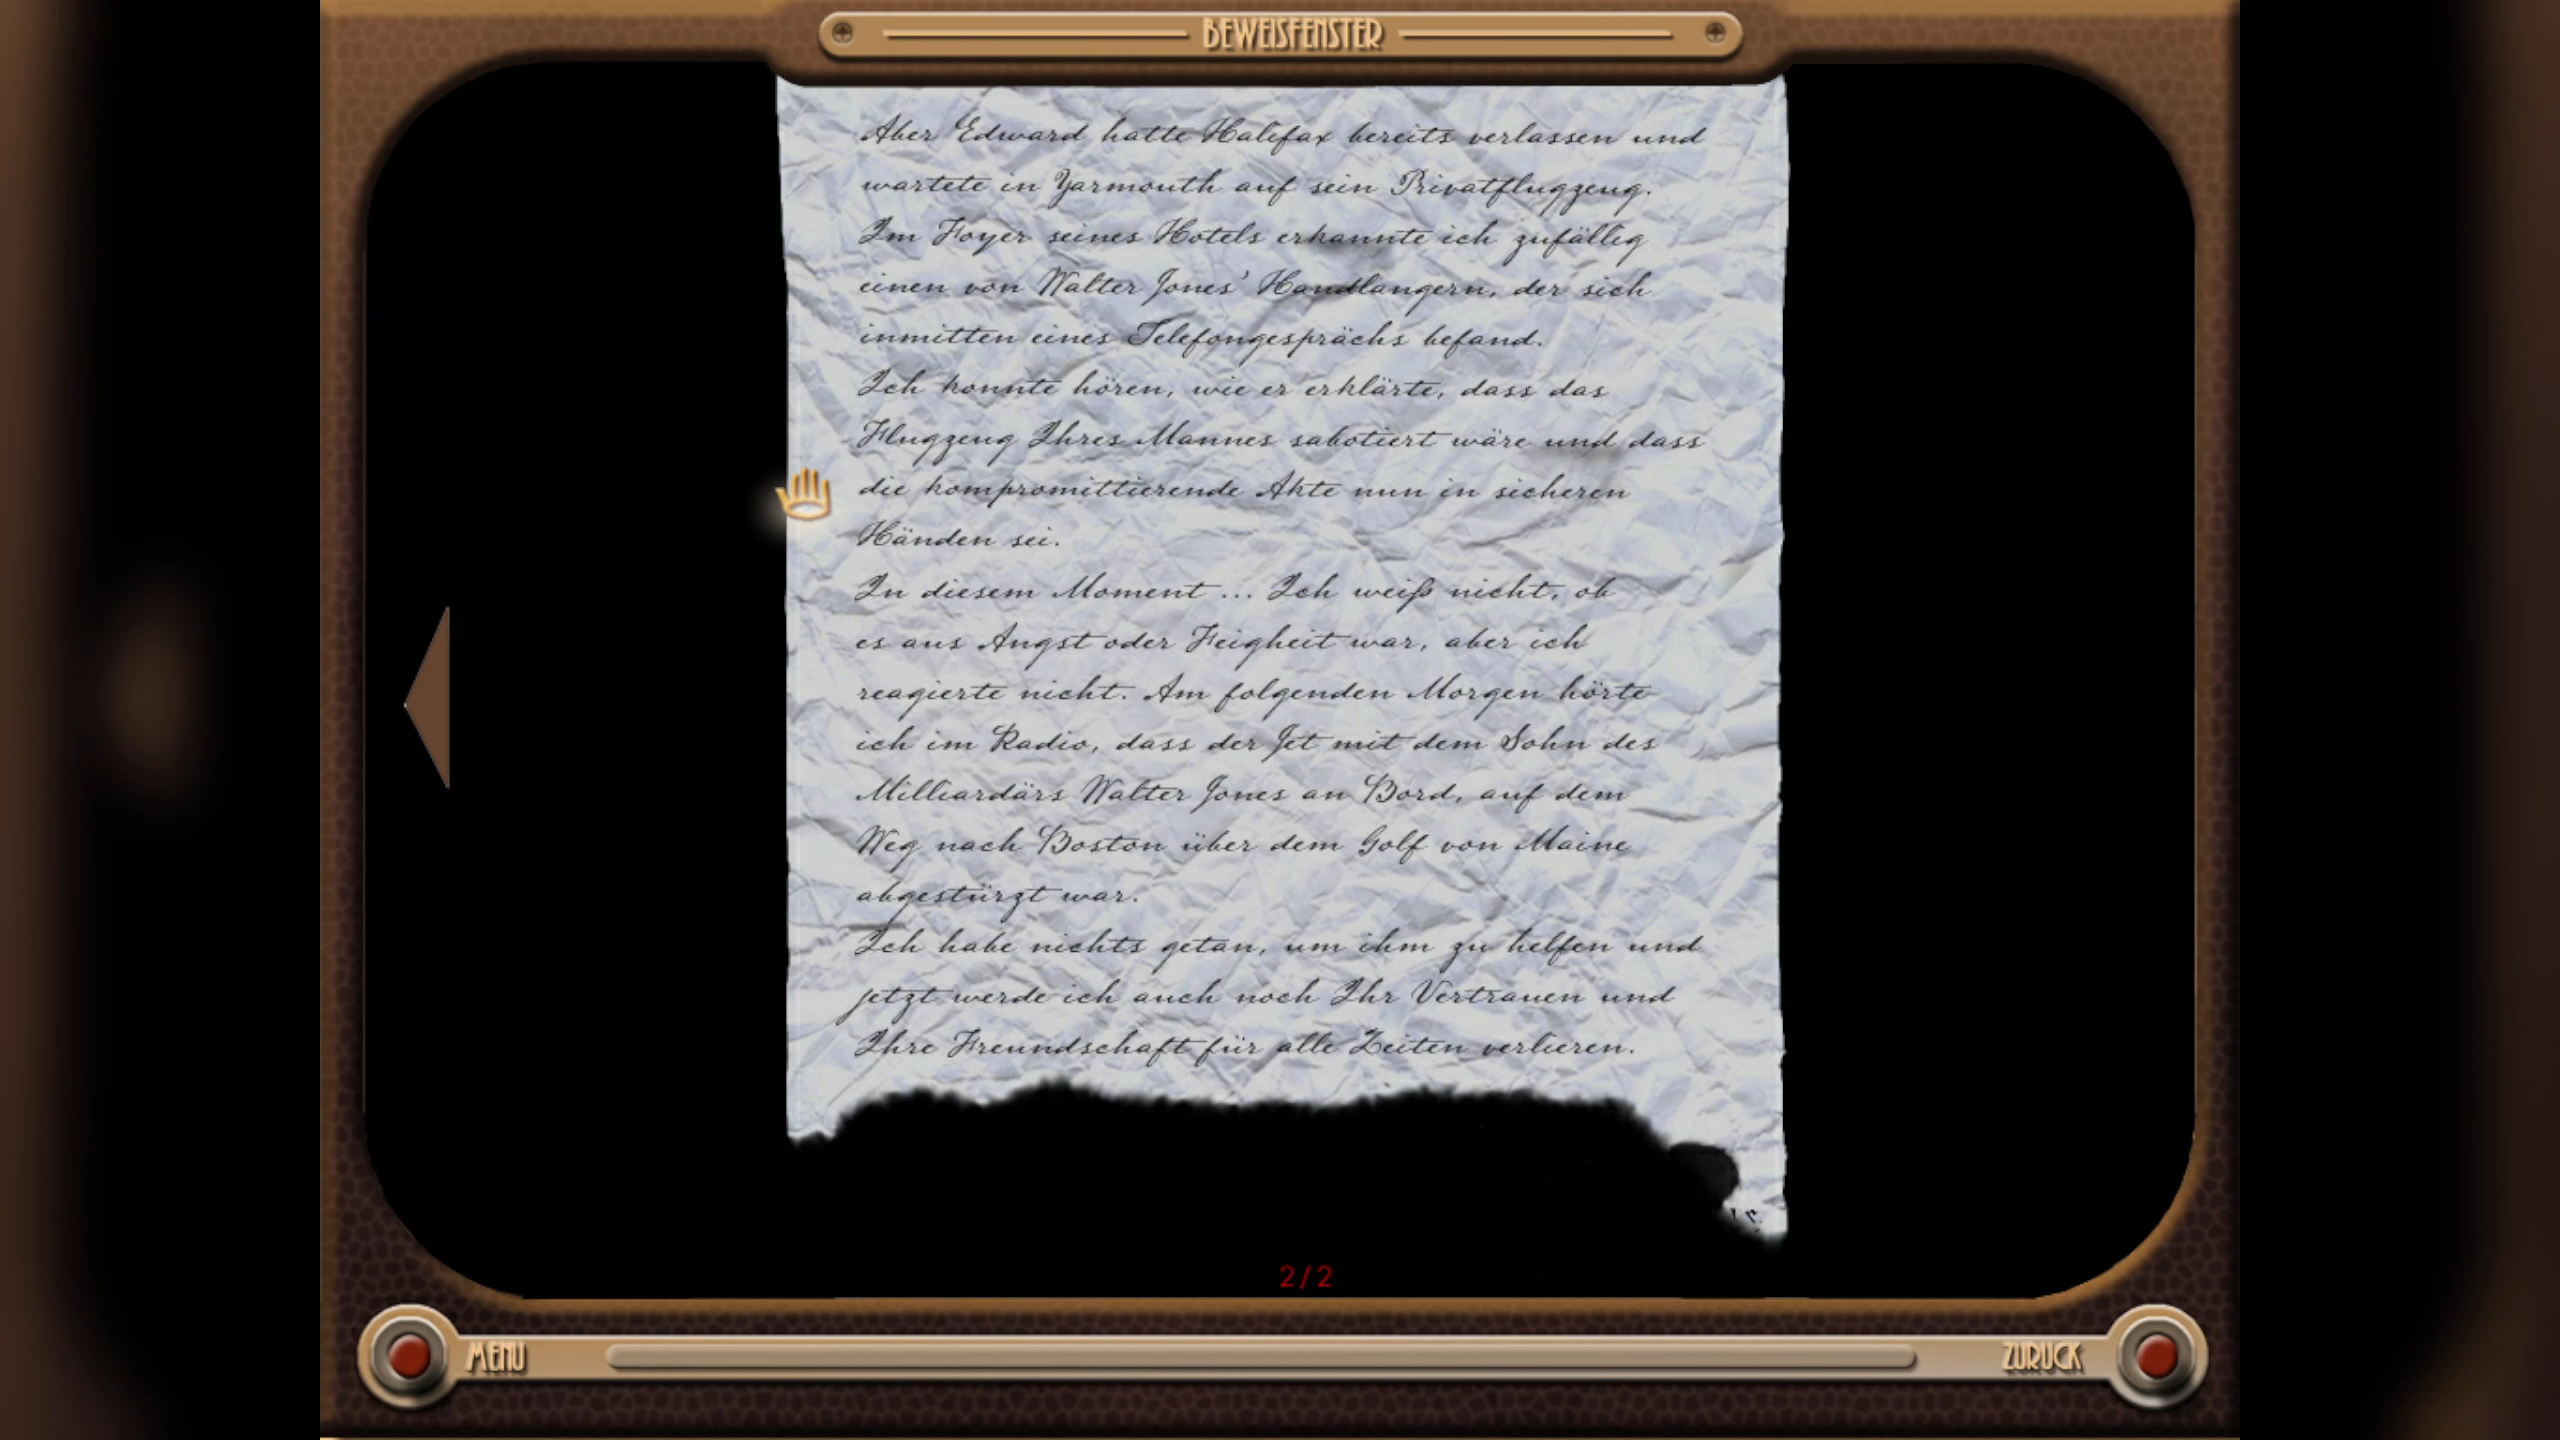 BEWEISFENSTER
Aber Edward hatte Halifax bereits verlassen und
wartete in Yarmouth auf sein Privatflugzeug.
Im Foyer seines Hotels erkannte ich zufällig
einen von Walter Jones' Handlangern, der sich
inmitten eines Telefongesprächs befand.
Ich konnte hören, wie er erklärte, dass das
Flugzeug Ihres Mannes sabotiert wäre und dass
die kompromittierende Akte nun in sicheren
Händen sei.
In diesem Moment ... Ich weiß nicht, ob
es aus Angst oder Feigheit war, aber ich
reagierte nicht. Am folgenden Morgen hörte
ich im Radio, dass der Jet mit dem Sohn des
Milliardärs Walter Jones an Bord, auf dem
Weg nach Boston über dem Golf von Maine
abgestürzt war.
Ich habe nichts getan, um ihm zu helfen und
jetzt werde ich auch noch Ihr Vertrauen und
Ihre Freundschaft für alle Zeiten verlieren.
2/2
MENU
ZURÜCK